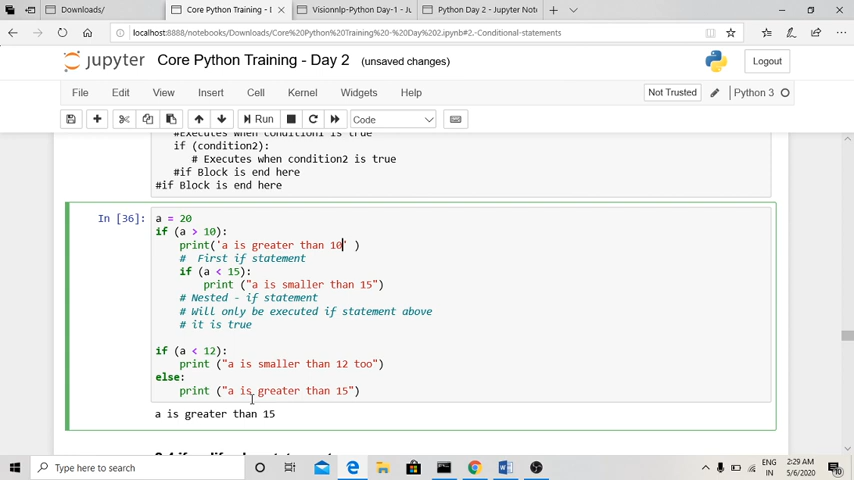 Downloads/
Core Python Training - D
Visionnlp-Python Day-1 - Ju
Python Day 2 - Jupyter Not
localhost:8888/notebooks/Downloads/Core%20Python%20Training%20-%20Day%202.ipynb#2.-Conditional-statements
jupyter Core Python Training - Day 2 (unsaved changes)
Logout
File Edit View Insert Cell Kernel Widgets Help
Not Trusted
Python 3
Run
Code
#Executes when condition1 is true
if (condition2):
# Executes when condition2 is true
#if Block is end here
#if Block is end here
In [36]:
a = 20
if (a > 10):
print('a is greater than 10' )
# First if statement
if (a < 15):
print ("a is smaller than 15")
# Nested - if statement
# Will only be executed if statement above
# it is true
if (a < 12):
print ("a is smaller than 12 too")
else:
print ("a is greater than 15")
a is greater than 15
Type here to search
ENG
IN
2:29 AM
5/6/2020